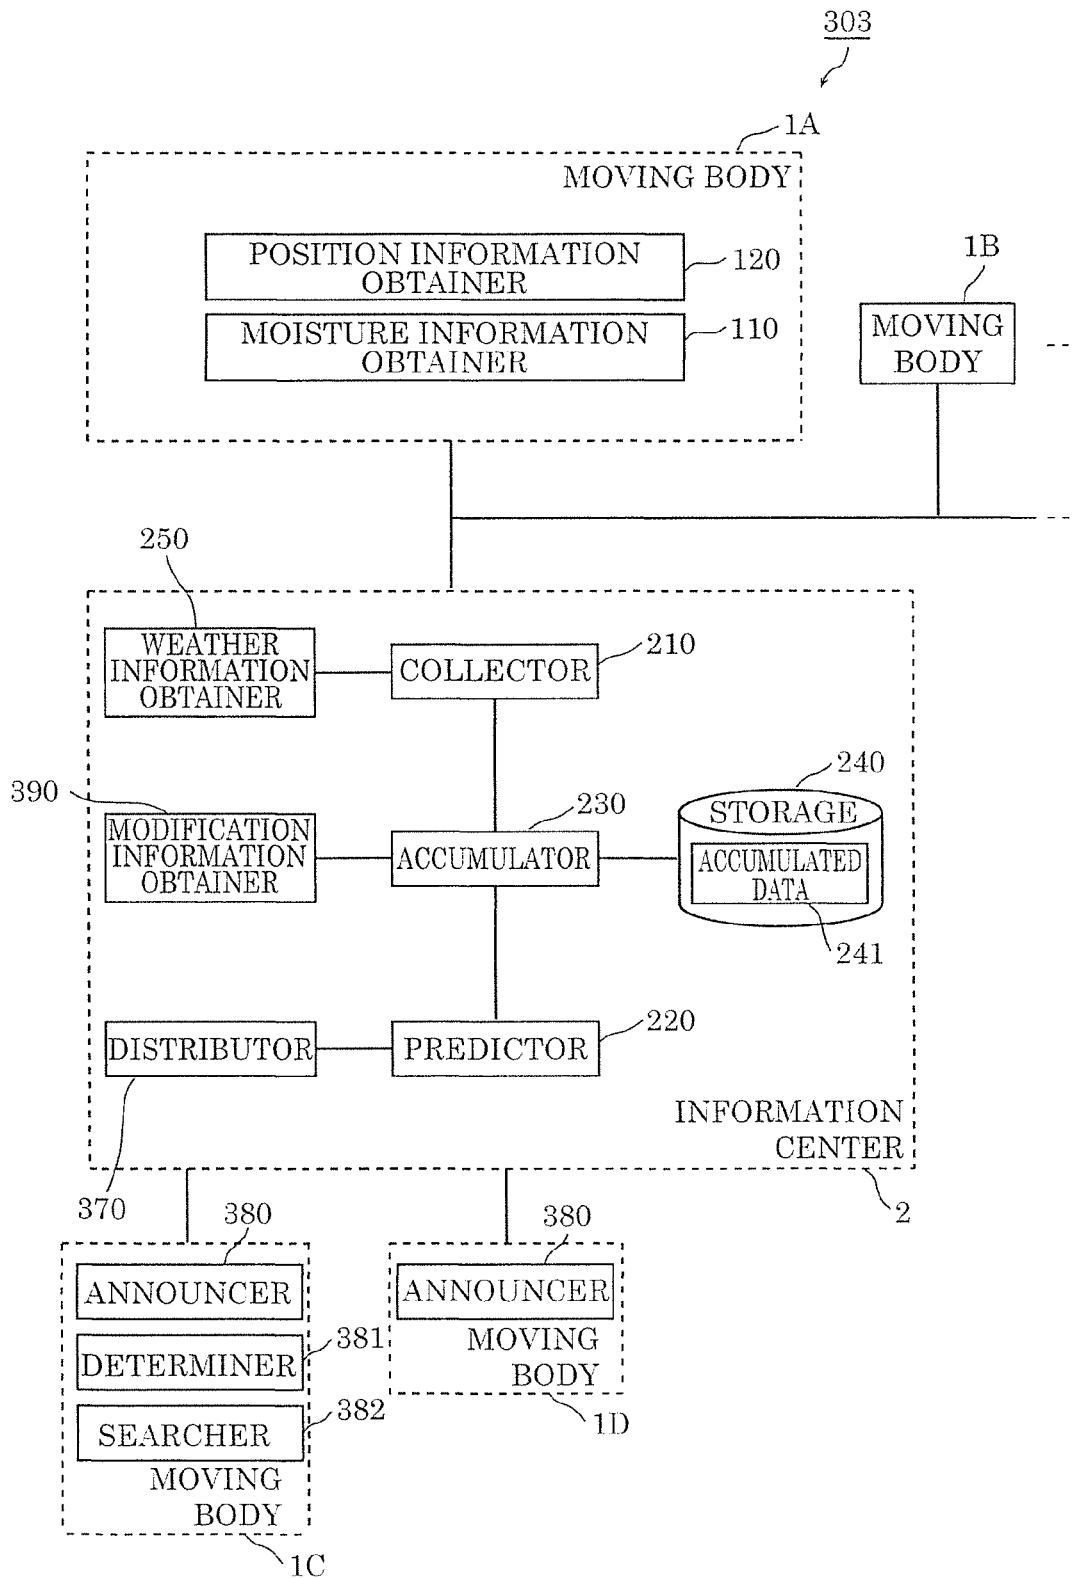 303
1A
MOVING BODY
POSITION INFORMATION
OBTAINER
120
MOISTURE INFORMATION
OBTAINER
110
1B
MOVING
BODY
250
WEATHER
INFORMATION
OBTAINER
COLLECTOR
210
390
MODIFICATION
INFORMATION
OBTAINER
230
ACCUMULATOR
240
STORAGE
ACCUMULATED
DATA
241
DISTRIBUTOR
PREDICTOR
220
INFORMATION
CENTER
370
2
380
ANNOUNCER
DETERMINER
381
SEARCHER
382
MOVING
BODY
1C
380
ANNOUNCER
MOVING
BODY
1D